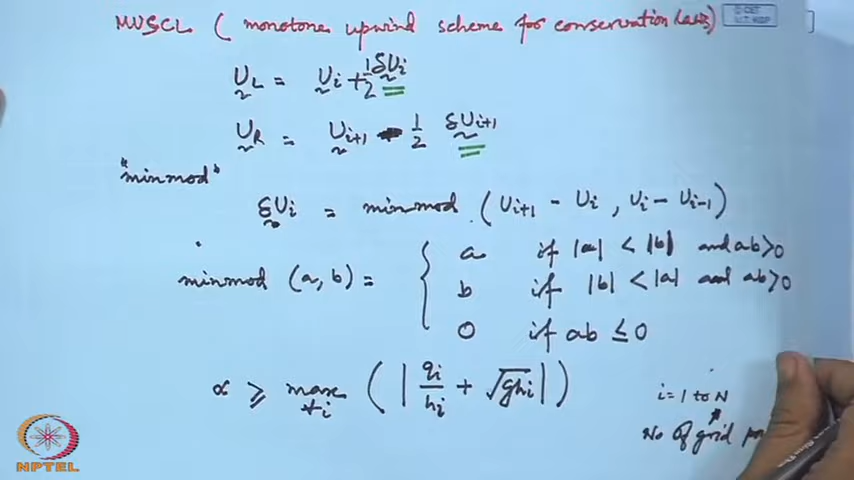 MUSCL ( monotone upwind scheme for conservation laws)
© CET
I.I.T. KGP
U_L = U_i + 1/2 δU_i
U_R = U_{i+1} - 1/2 δU_{i+1}
"minmod"
δU_i = minmod (U_{i+1} - U_i , U_i - U_{i-1})
minmod (a, b) = { a if |a| < |b| and ab>0
b if |b| < |a| and ab>0
0 if ab ≤ 0
α ≥ max_{∀i} ( | q_i/h_i + √gh_i | )
i = 1 to N
No of grid
NPTEL